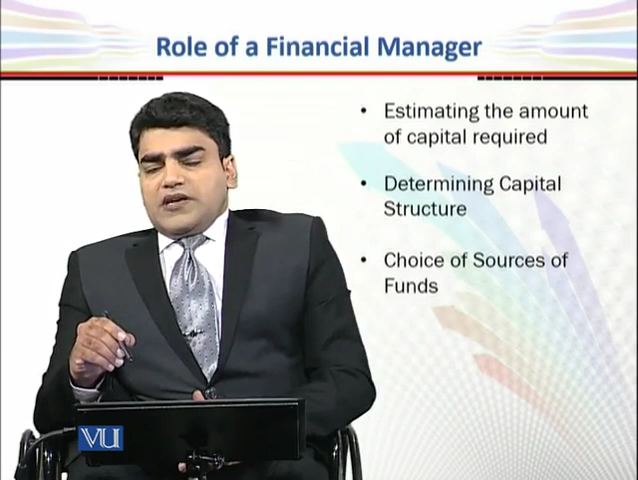 Role of a Financial Manager
• Estimating the amount
of capital required
• Determining Capital
Structure
• Choice of Sources of
Funds
VU